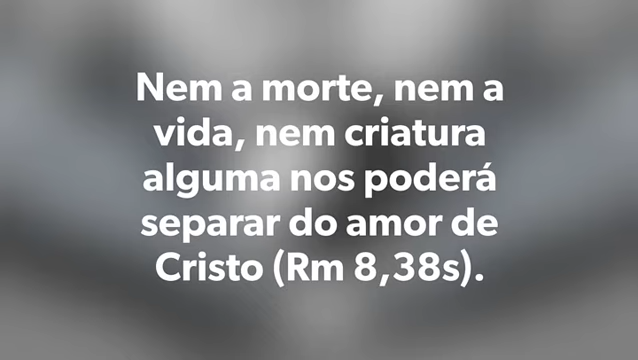 Nem a morte, nem a
vida, nem criatura
alguma nos poderá
separar do amor de
Cristo (Rm 8,38s).